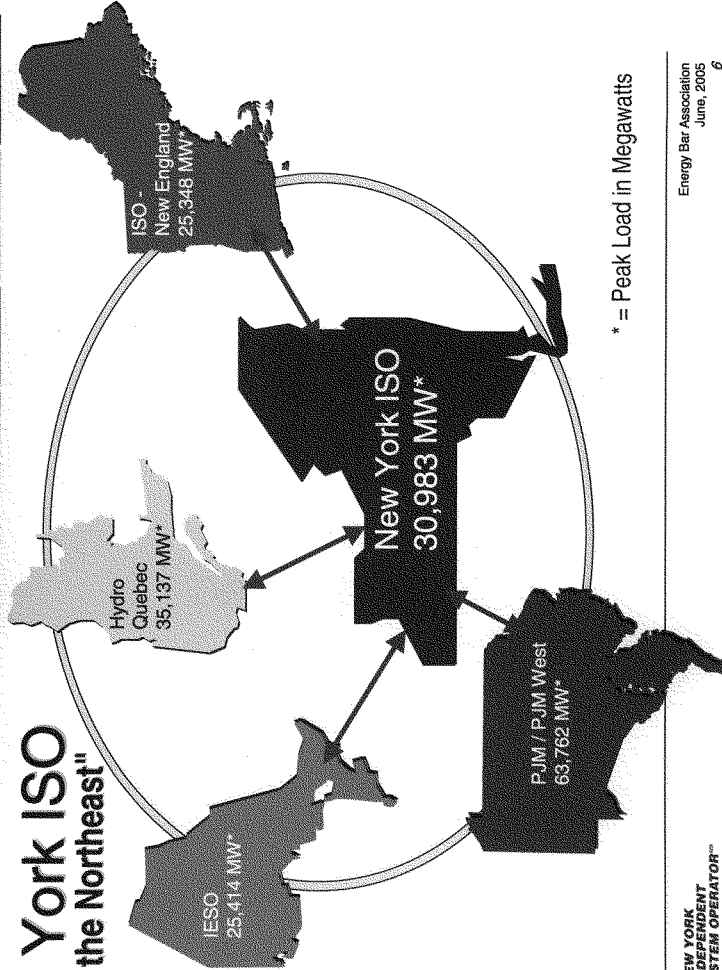 York ISO
the Northeast"
Hydro
Quebec
35,137 MW*
ISO -
New England
25,348 MW*
IESO
25,414 MW*
New York ISO
30,983 MW*
PJM / PJM West
63,762 MW*
* = Peak Load in Megawatts
EW YORK
DEPENDENT
STEM OPERATOR
Energy Bar Association
June, 2005
6